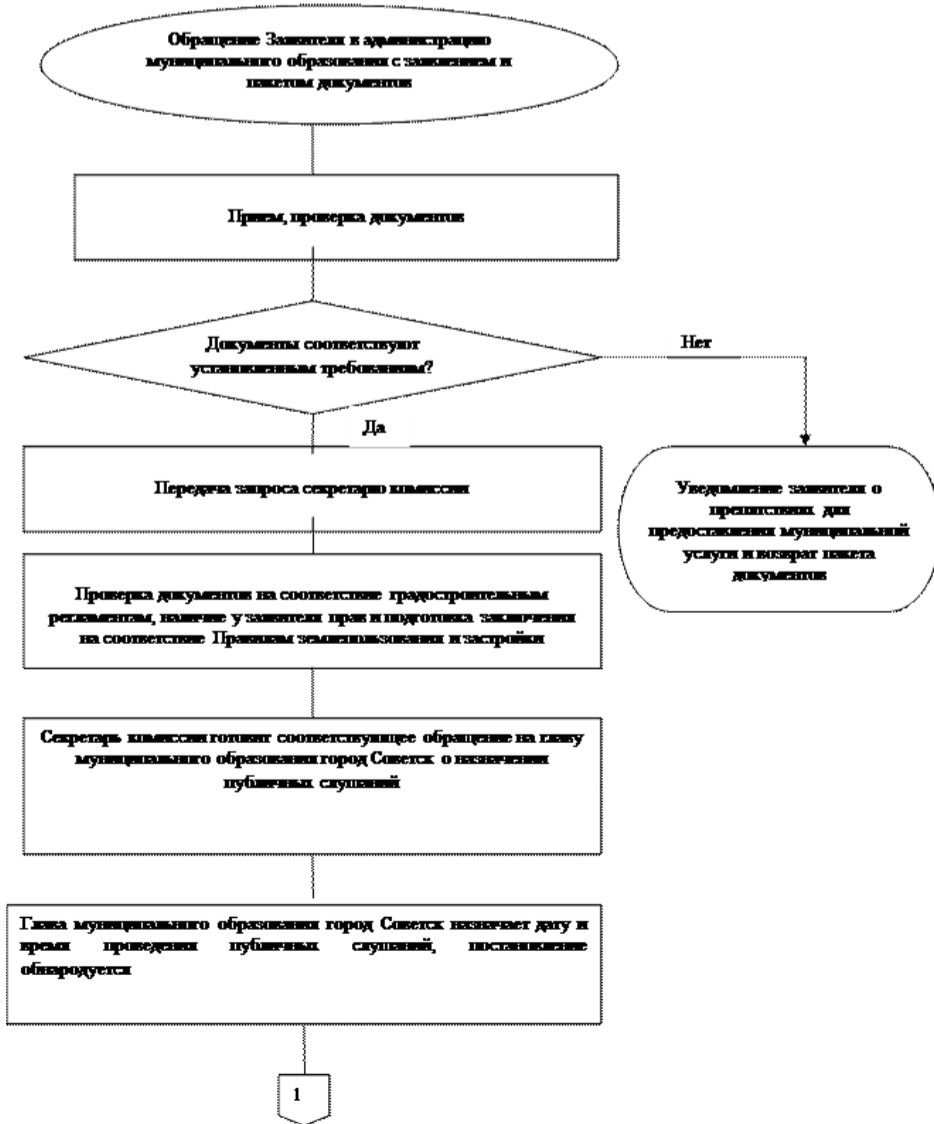 Обращение Заявителя в администрацию
муниципального образования с заявлением и
пакетом документов
Прием, проверка документов
Документы соответствуют
установленным требованиям?
Нет
Да
Передача запроса секретарю комиссии
Уведомление заявителя о
препятствиях для
предоставления муниципальной
услуги и возврат пакета
документов
Проверка документов на соответствие градостроительным
регламентам, наличие у заявителя прав и подготовка заключения
на соответствие Правилам землепользования и застройки
Секретарь комиссии готовит соответствующее обращение на главу
муниципального образования город Советск о назначении
публичных слушаний
Глава муниципального образования город Советск назначает дату и
время проведения публичных слушаний, постановление
обнародуется
1